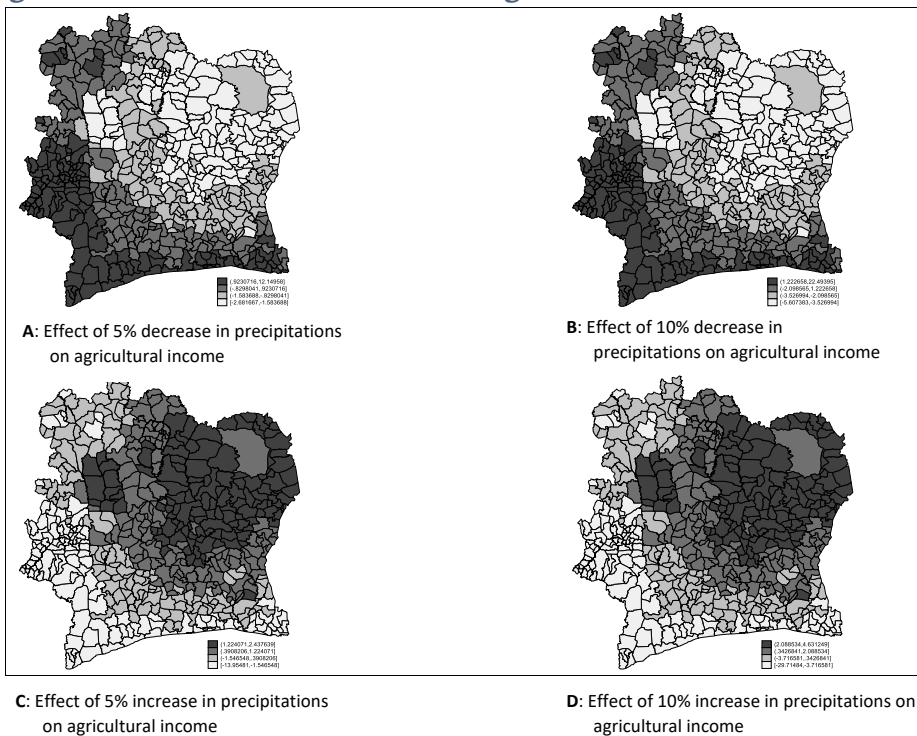 (.9230716,12.14958]
(-.8298041,.9230716]
(-1.583688,-.8298041]
[-2.681667,-1.583688]
A: Effect of 5% decrease in precipitations
on agricultural income
(1.222658,22.49395]
(-2.098565,1.222658]
(-3.526994,-2.098565]
[-5.607383,-3.526994]
B: Effect of 10% decrease in
precipitations on agricultural income
(1.224071,2.437639]
(.3908206,1.224071]
(-1.546548,.3908206]
[-13.95481,-1.546548]
C: Effect of 5% increase in precipitations
on agricultural income
(2.088534,4.631249]
(.3426841,2.088534]
(-3.716581,.3426841]
[-29.71484,-3.716581]
D: Effect of 10% increase in precipitations on
agricultural income